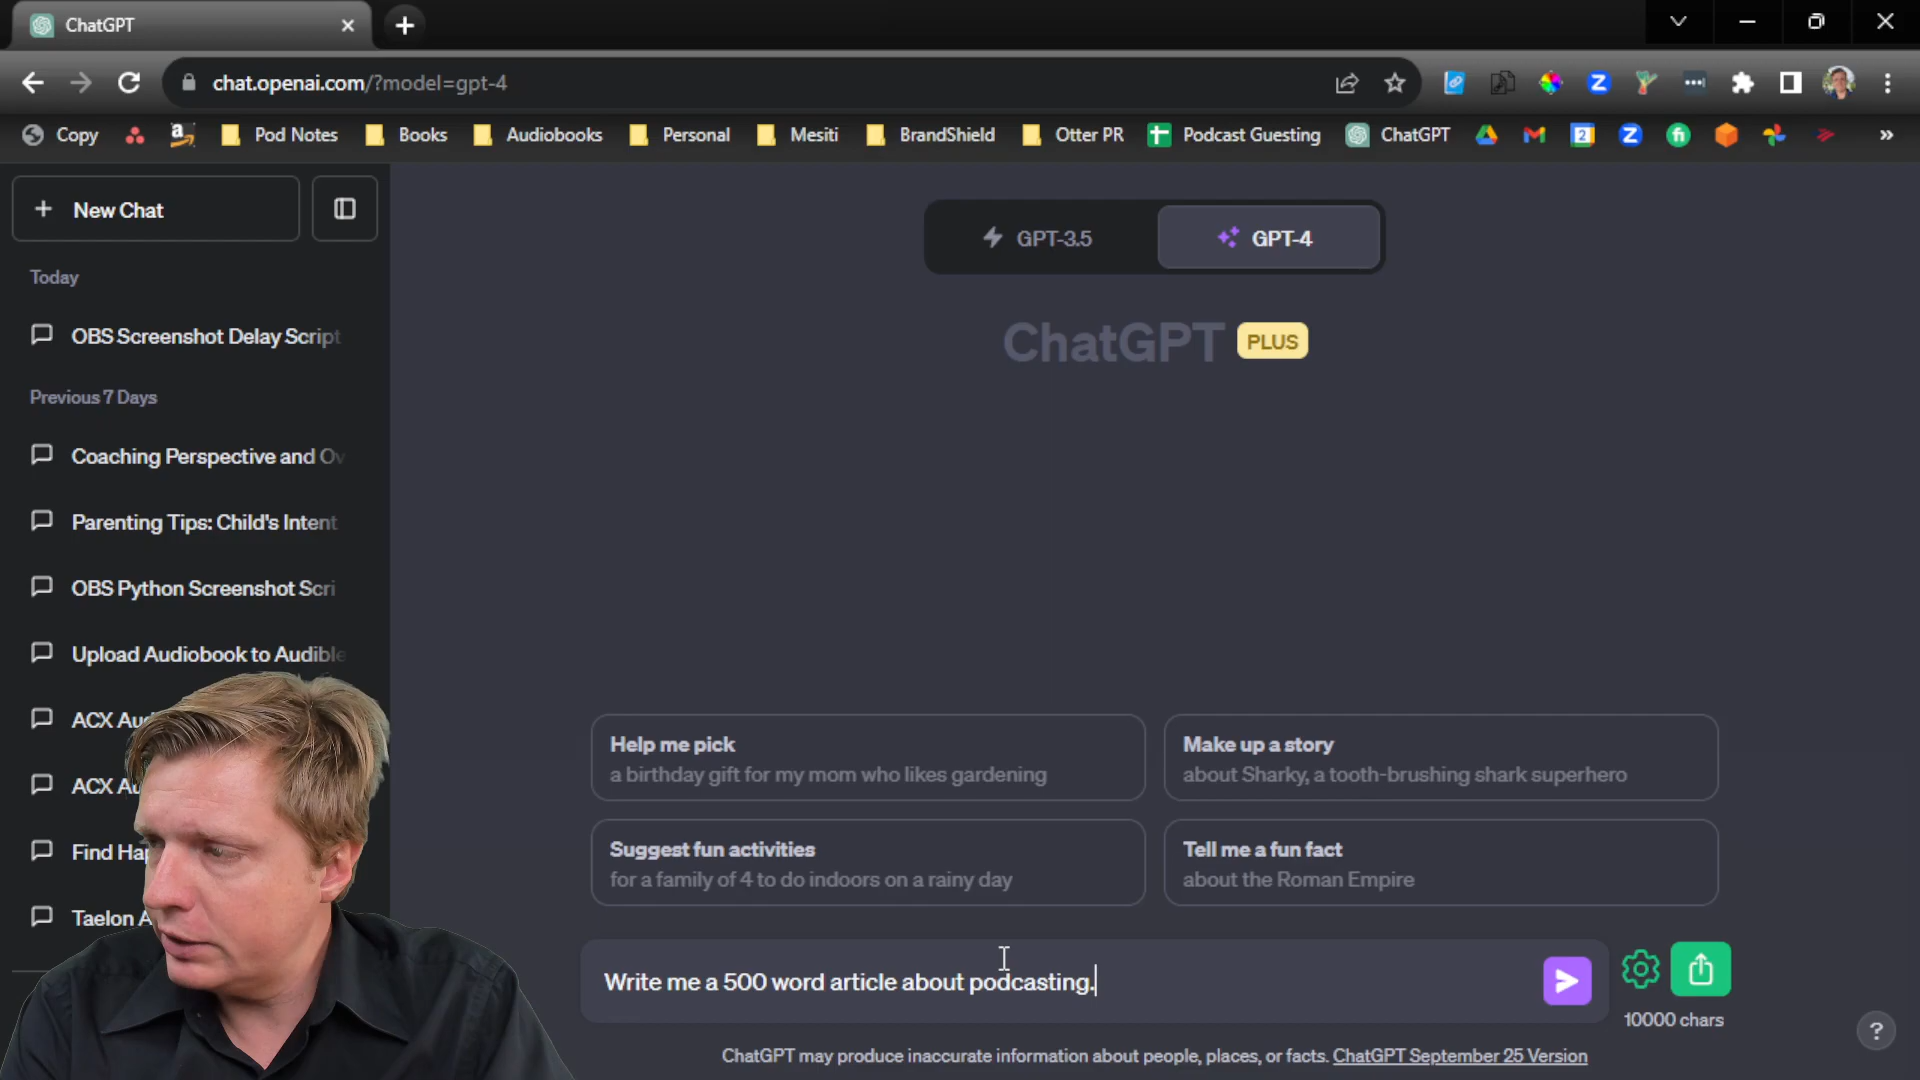 ChatGPT
chat.openai.com/?model=gpt-4
Copy Pod Notes Books Audiobooks Personal Mesiti BrandShield Otter PR Podcast Guesting ChatGPT »
+ New Chat
GPT-3.5 GPT-4
ChatGPT PLUS
Today
OBS Screenshot Delay Script
Previous 7 Days
Coaching Perspective and Ov
Parenting Tips: Child's Intent
OBS Python Screenshot Scri
Upload Audiobook to Audible
ACX Au
ACX Au
Find Hap
Taelon A
Help me pick
a birthday gift for my mom who likes gardening
Make up a story
about Sharky, a tooth-brushing shark superhero
Suggest fun activities
for a family of 4 to do indoors on a rainy day
Tell me a fun fact
about the Roman Empire
Write me a 500 word article about podcasting.
10000 chars
?
ChatGPT may produce inaccurate information about people, places, or facts. ChatGPT September 25 Version